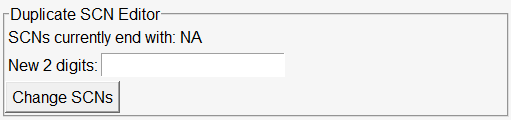 Duplicate SCN Editor
SCNs currently end with: NA
New 2 digits:
Change SCNs